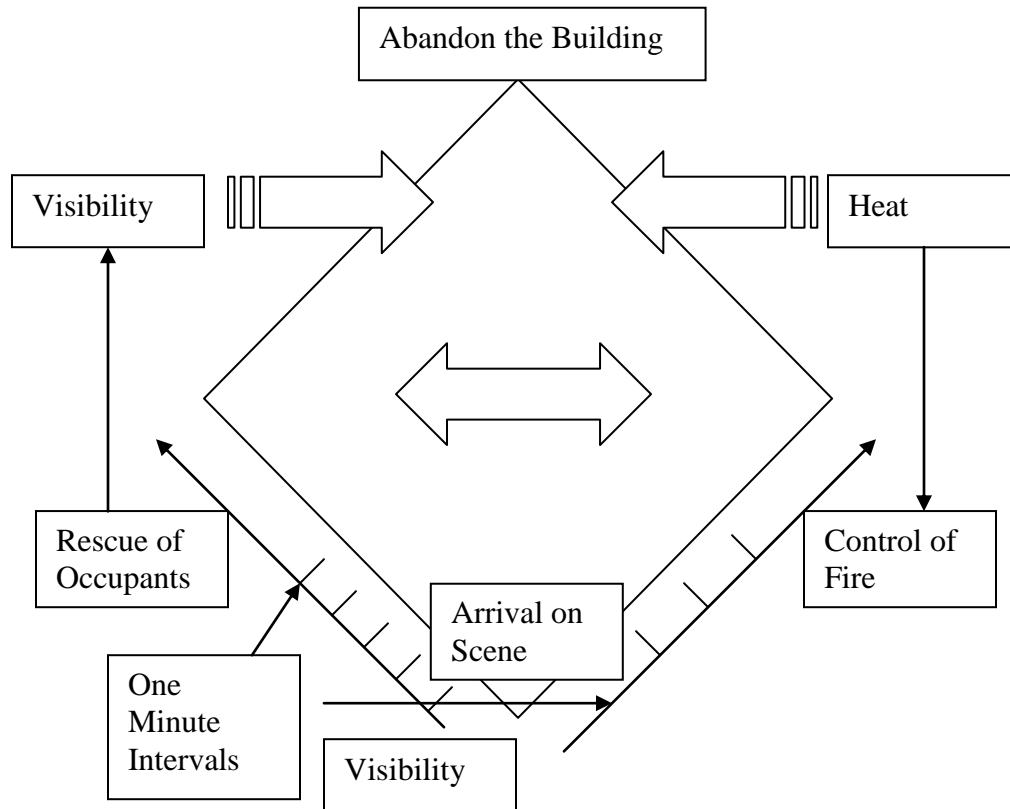 Abandon the Building
Visibility
Heat
Rescue of
Occupants
Control of
Fire
Arrival on
Scene
One
Minute
Intervals
Visibility